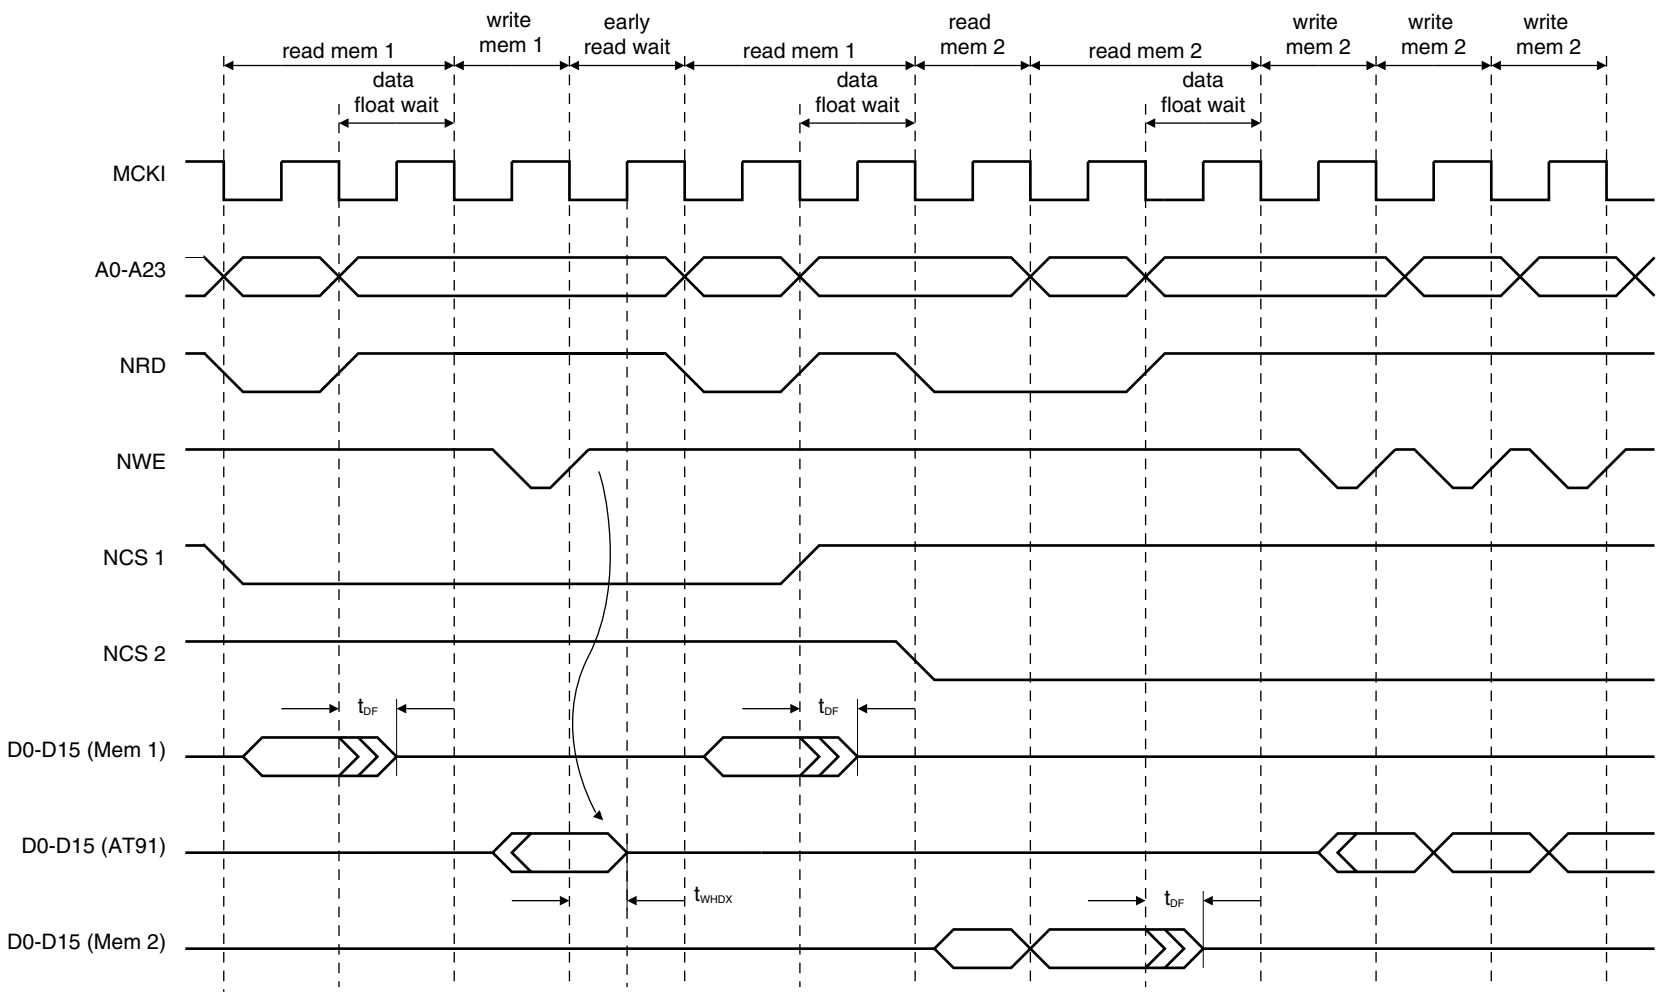 write early read write write write
read mem 1 mem 1 read wait read mem 1 mem 2 read mem 2 mem 2 mem 2 mem 2
data data data
float wait float wait float wait
MCKI
A0-A23
NRD
NWE
NCS 1
NCS 2
tDF tDF
D0-D15 (Mem 1)
D0-D15 (AT91)
tWHDX tDF
D0-D15 (Mem 2)